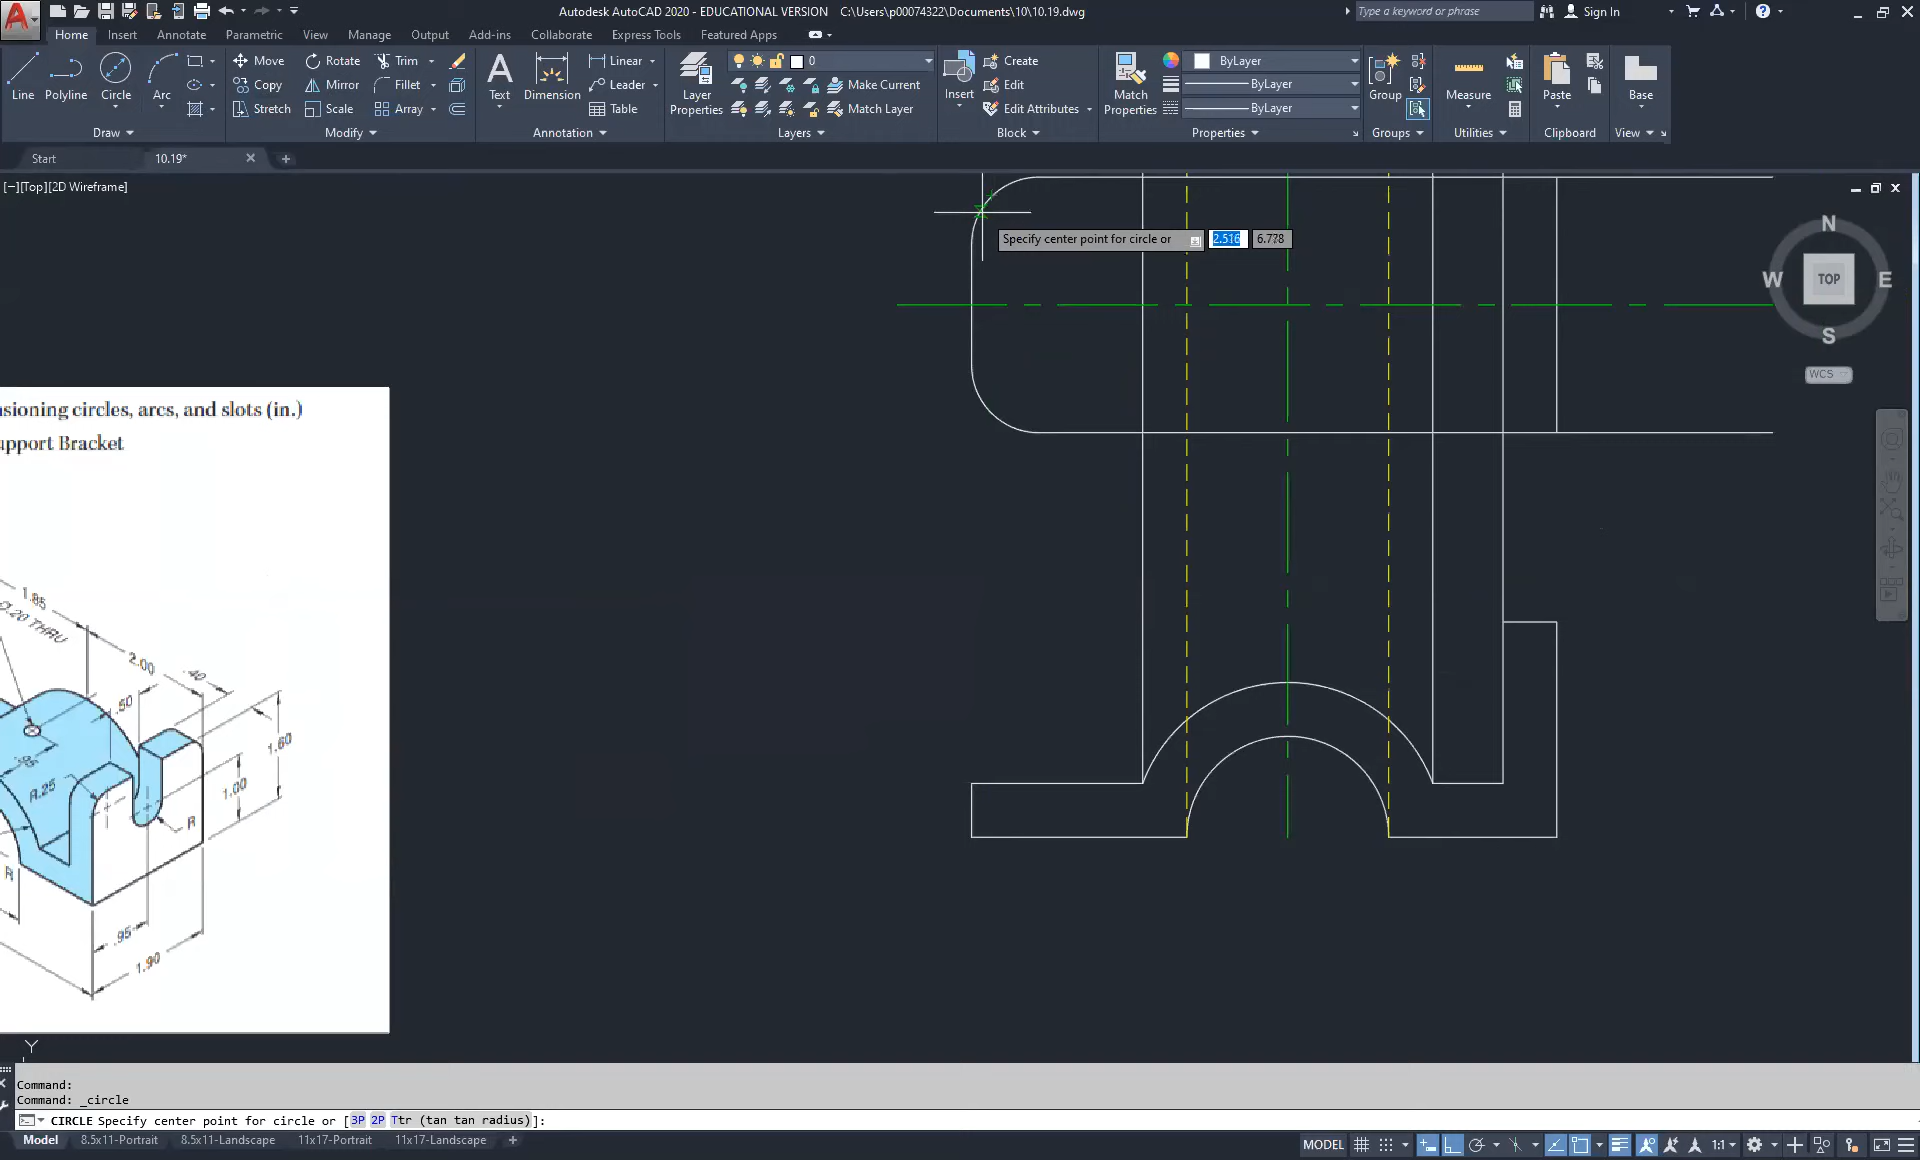 Autodesk AutoCAD 2020 - EDUCATIONAL VERSION C:\Users\p00074322\Documents\10\10.19.dwg
Type a keyword or phrase
Sign In
Home Insert Annotate Parametric View Manage Output Add-ins Collaborate Express Tools Featured Apps
Line Polyline Circle Arc
Move Rotate Trim
Copy Mirror Fillet
Stretch Scale Array
Text Dimension
Linear
Leader
Table
Layer Properties
0
Make Current
Match Layer
Insert
Create
Edit
Edit Attributes
Match Properties
ByLayer
ByLayer
ByLayer
Group
Measure
Paste
Base
Draw Modify Annotation Layers Block Properties Groups Utilities Clipboard View
Start 10.19*
[−][Top][2D Wireframe]
Specify center point for circle or 2.516 6.778
N
W TOP E
S
WCS
sioning circles, arcs, and slots (in.)
upport Bracket
1.85
Ø.20 THRU
2.00
.40
.50
1.60
.95
R.25
1.00
R
R
.95
1.90
Y
Command:
Command: _circle
CIRCLE Specify center point for circle or [3P 2P Ttr (tan tan radius)]:
Model 8.5x11-Portrait 8.5x11-Landscape 11x17-Portrait 11x17-Landscape +
MODEL 1:1